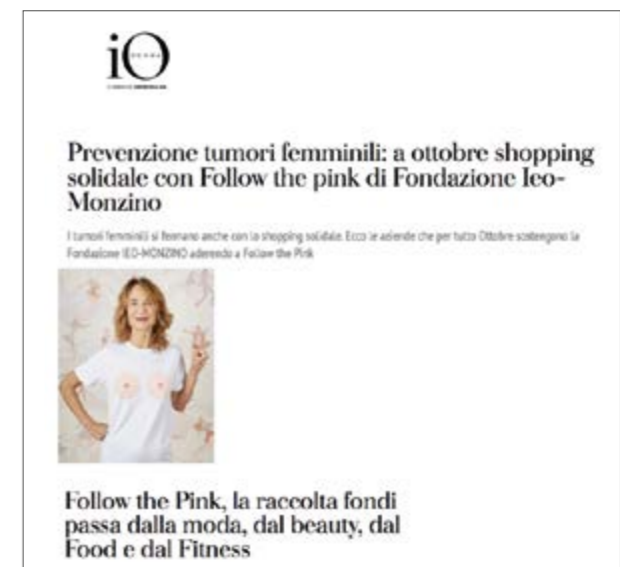 iO
DONNA
Prevenzione tumori femminili: a ottobre shopping
solidale con Follow the pink di Fondazione Ieo-
Monzino
I tumori femminili si fermano anche con lo shopping solidale. Ecco le aziende che per tutto Ottobre sostengono la
Fondazione IEO-MONZINO aderendo a Follow the Pink
Follow the Pink, la raccolta fondi
passa dalla moda, dal beauty, dal
Food e dal Fitness